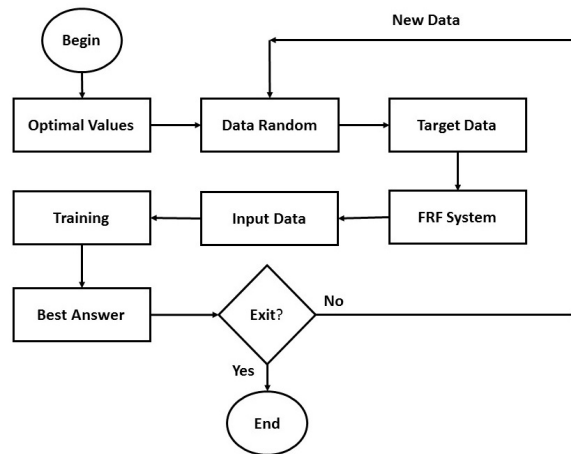 New Data
Begin
Optimal Values
Data Random
Target Data
Training
Input Data
FRF System
Best Answer
Exit?
No
Yes
End